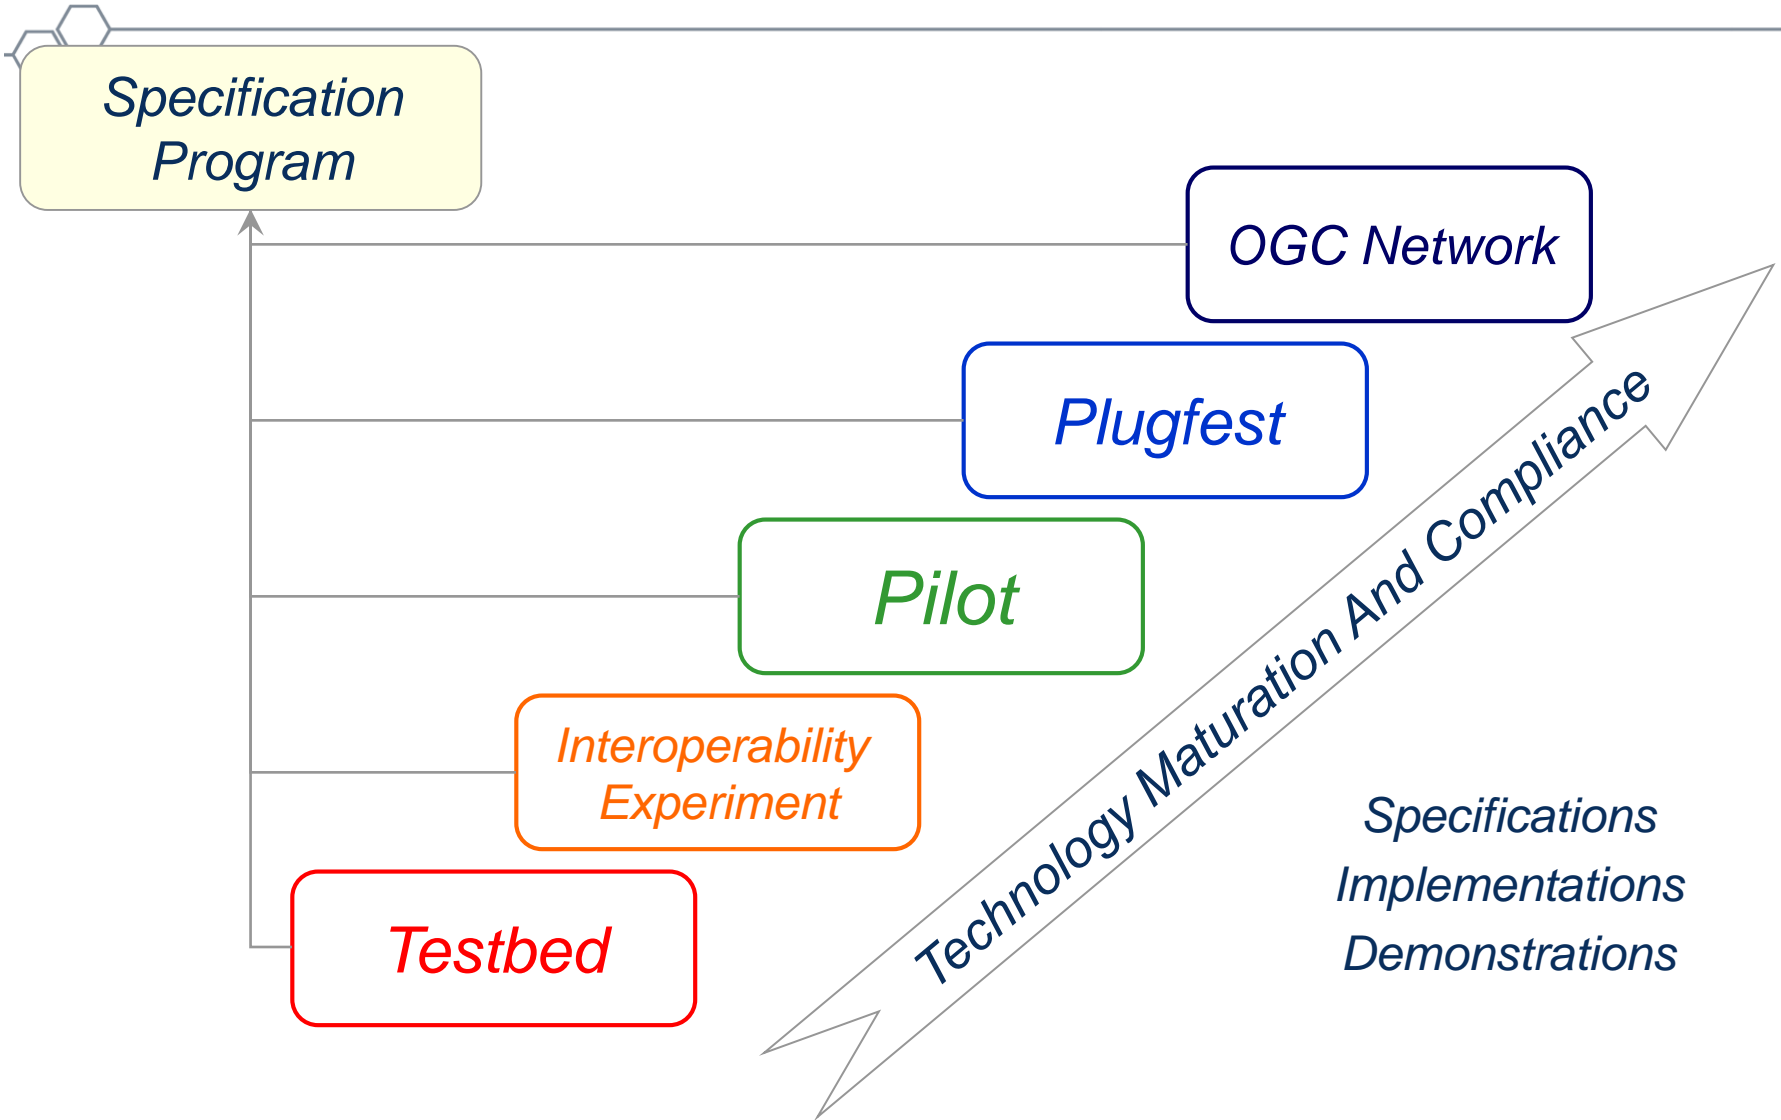 Specification
Program
OGC Network
Plugfest
Pilot
Interoperability
Experiment
Testbed
Technology Maturation And Compliance
Specifications
Implementations
Demonstrations